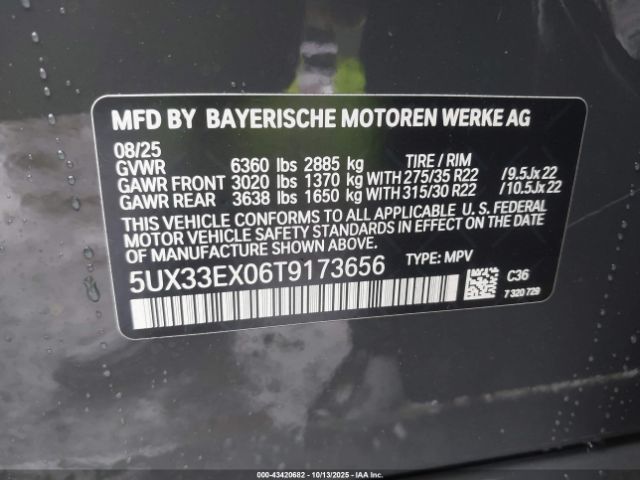 MFD BY BAYERISCHE MOTOREN WERKE AG
08/25
GVWR 6360 lbs 2885 kg TIRE / RIM
GAWR FRONT 3020 lbs 1370 kg WITH 275/35 R22 /9.5Jx22
GAWR REAR 3638 lbs 1650 kg WITH 315/30 R22 /10.5Jx22
THIS VEHICLE CONFORMS TO ALL APPLICABLE U. S. FEDERAL
MOTOR VEHICLE SAFETY STANDARDS IN EFFECT ON THE DATE
OF MANUFACTURE SHOWN ABOVE.
5UX33EX06T9173656 TYPE: MPV
C36
7 320 729
000-43420682 - 10/13/2025 - IAAI.com